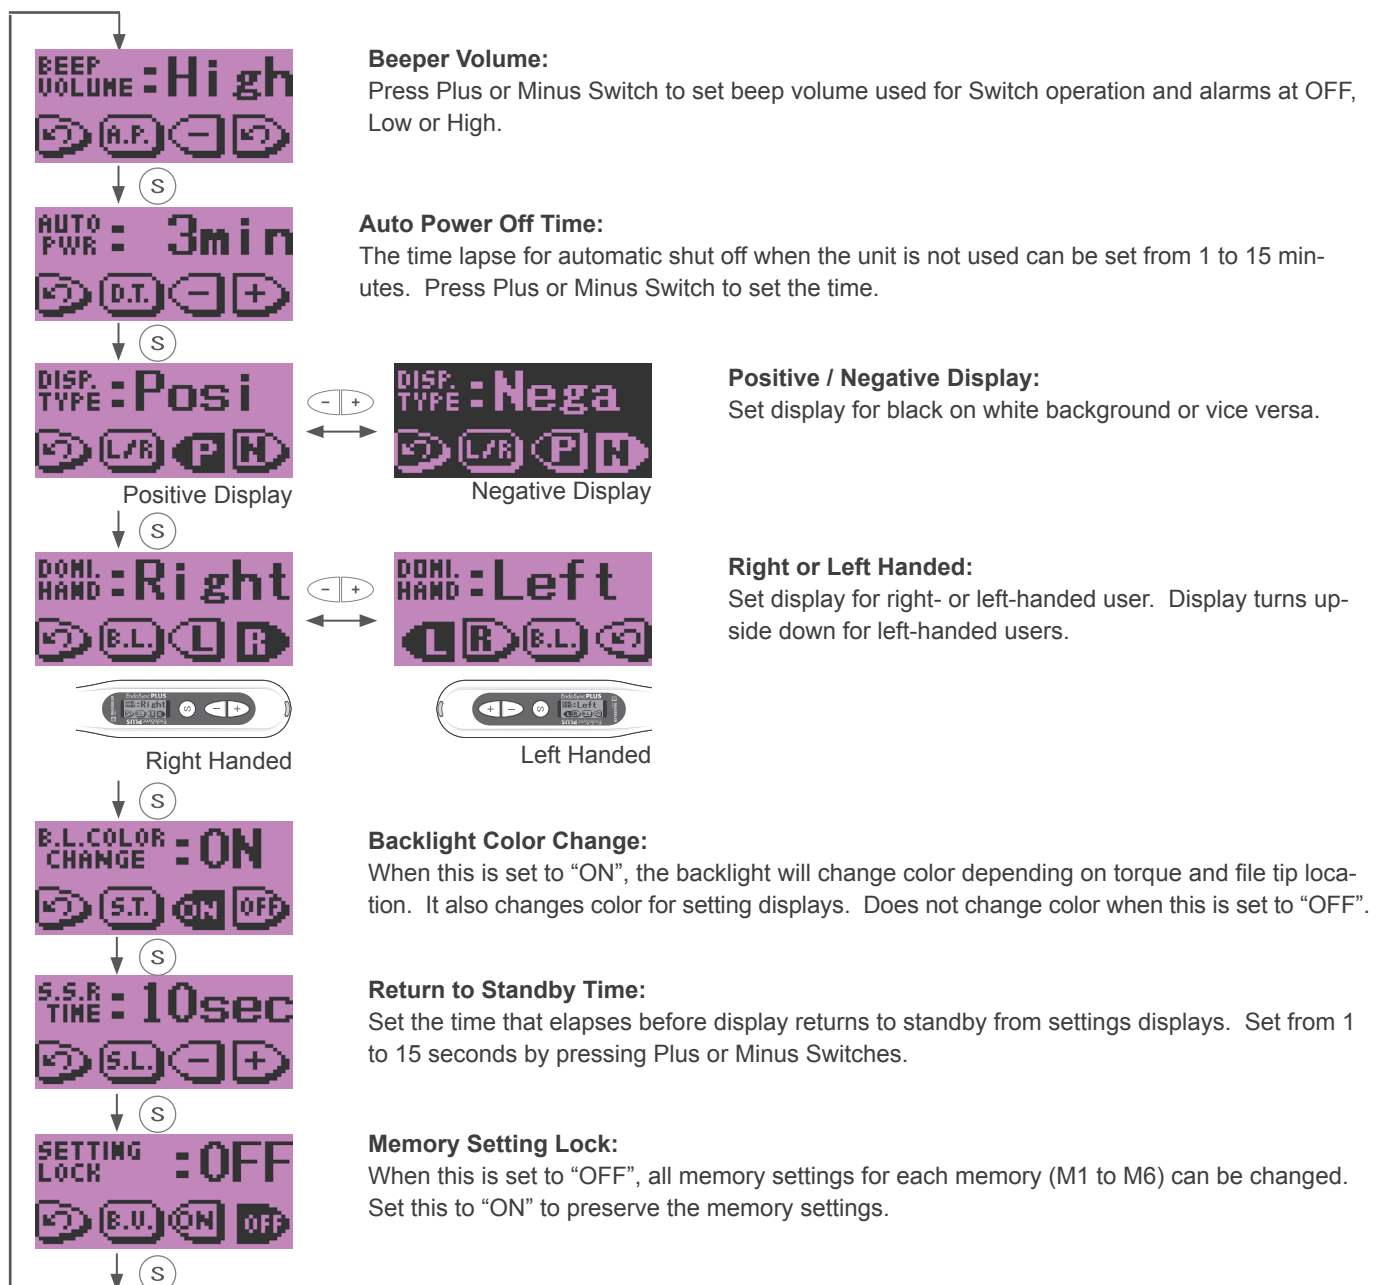 BEEP
VOLUME : High
A.P. −
Beeper Volume:
Press Plus or Minus Switch to set beep volume used for Switch operation and alarms at OFF,
Low or High.
S
AUTO
PWR : 3min
D.T. − +
Auto Power Off Time:
The time lapse for automatic shut off when the unit is not used can be set from 1 to 15 min-
utes. Press Plus or Minus Switch to set the time.
S
DISP.
TYPE : Posi
L/R P N
Positive Display
- +
DISP.
TYPE : Nega
L/R P N
Negative Display
Positive / Negative Display:
Set display for black on white background or vice versa.
S
DOMI.
HAND : Right
B.L. L R
- +
DOMI.
HAND : Left
L R B.L.
Right or Left Handed:
Set display for right- or left-handed user. Display turns up-
side down for left-handed users.
EndoSync PLUS
:Right
S − +
EndoSync PLUS
Right Handed
EndoSync PLUS
+ − S
:Left
EndoSync PLUS
Left Handed
S
B.L.COLOR
CHANGE : ON
S.T. ON OFF
Backlight Color Change:
When this is set to “ON”, the backlight will change color depending on torque and file tip loca-
tion. It also changes color for setting displays. Does not change color when this is set to “OFF”.
S
S.S.R
TIME : 10sec
S.L. − +
Return to Standby Time:
Set the time that elapses before display returns to standby from settings displays. Set from 1
to 15 seconds by pressing Plus or Minus Switches.
S
SETTING
LOCK : OFF
B.V. ON OFF
Memory Setting Lock:
When this is set to “OFF”, all memory settings for each memory (M1 to M6) can be changed.
Set this to “ON” to preserve the memory settings.
S